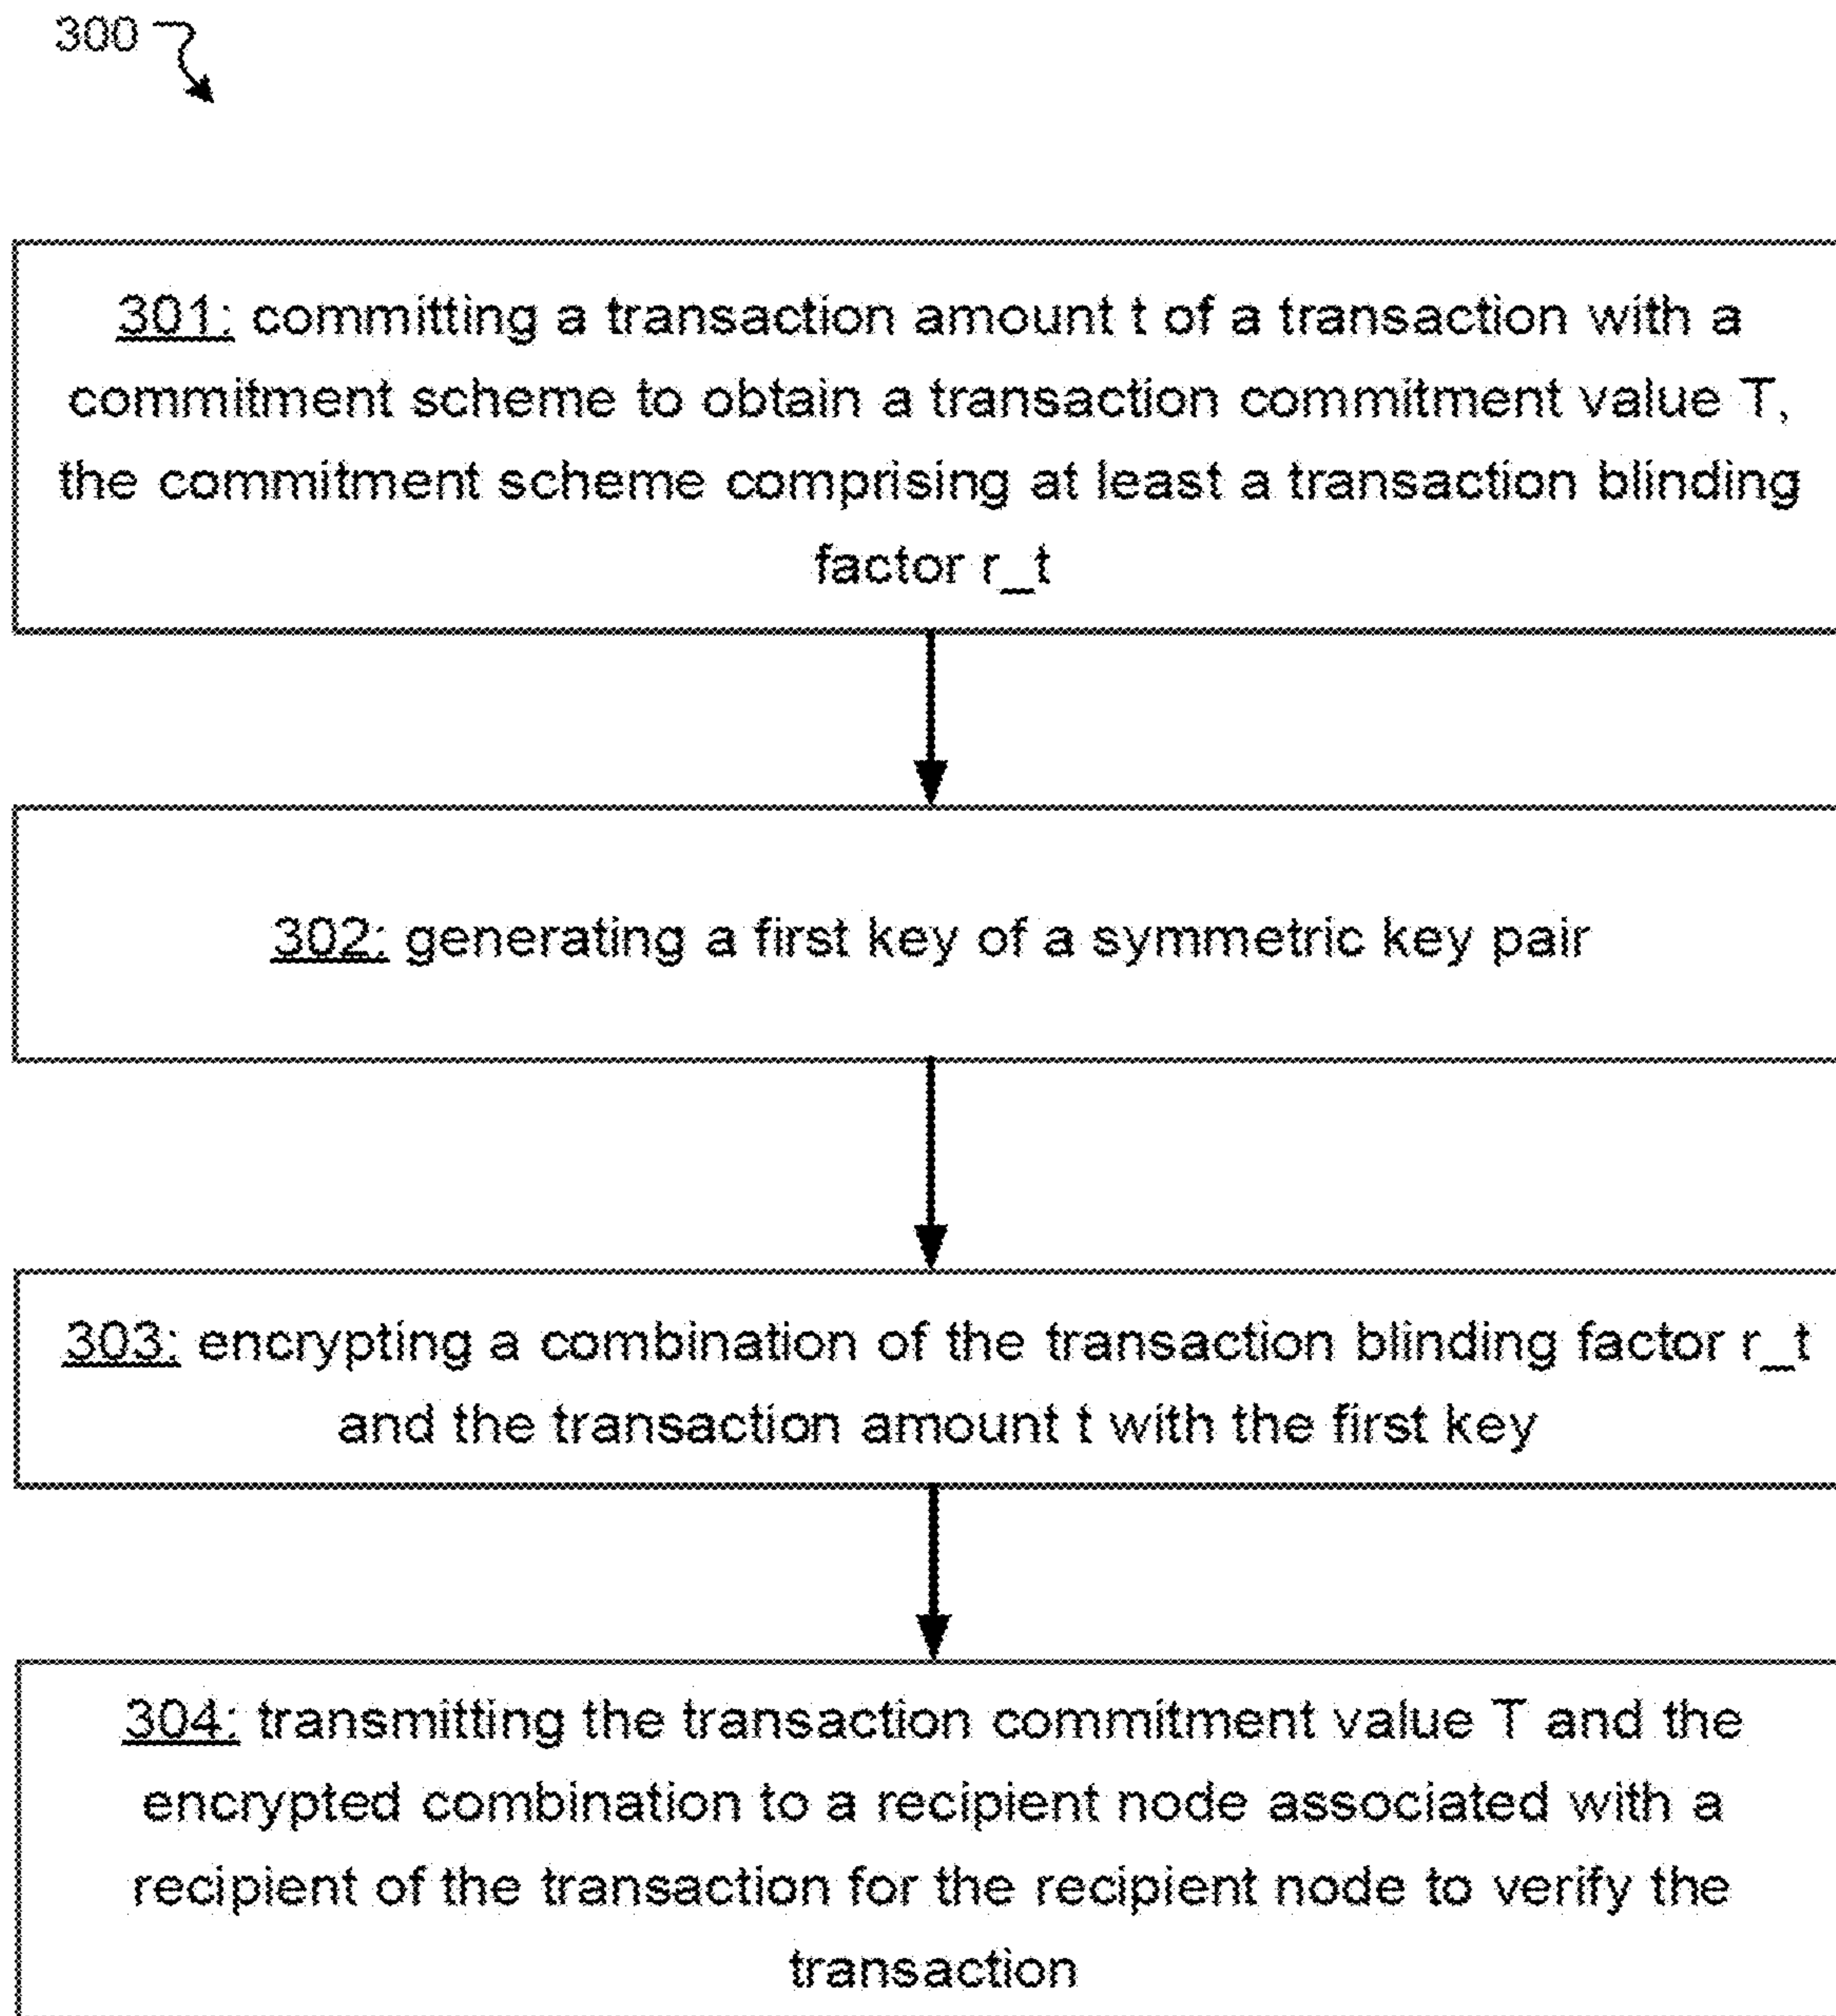 300
301: committing a transaction amount t of a transaction with a
commitment scheme to obtain a transaction commitment value T,
the commitment scheme comprising at least a transaction blinding
factor r_t
302: generating a first key of a symmetric key pair
303: encrypting a combination of the transaction blinding factor r_t
and the transaction amount t with the first key
304: transmitting the transaction commitment value T and the
encrypted combination to a recipient node associated with a
recipient of the transaction for the recipient node to verify the
transaction